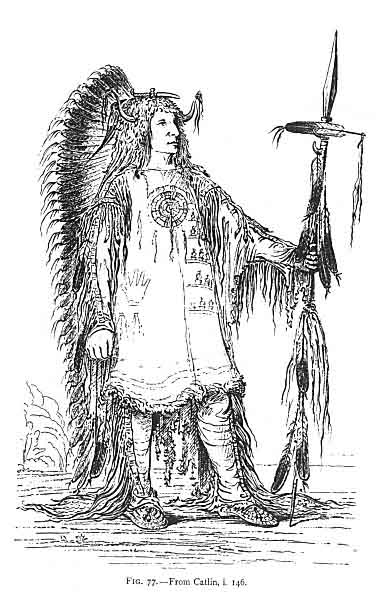 FIG. 77.—From Catlin, i. 146.